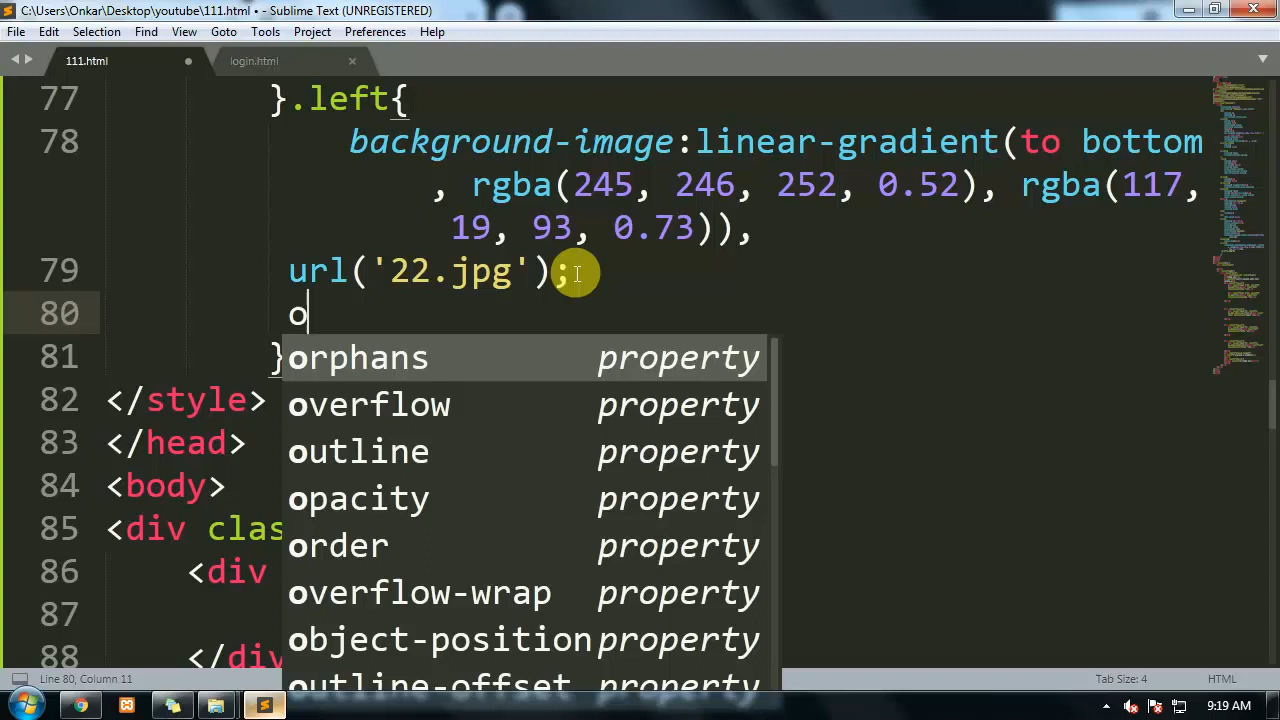 C:\Users\Onkar\Desktop\youtube\111.html • - Sublime Text (UNREGISTERED)
File Edit Selection Find View Goto Tools Project Preferences Help
111.html login.html
77 }.left{
78 background-image:linear-gradient(to bottom
, rgba(245, 246, 252, 0.52), rgba(117,
19, 93, 0.73)),
79 url('22.jpg');
80 o
81 }
orphans property
82 </style>
overflow property
83 </head>
outline property
84 <body>
opacity property
85 <div clas
order property
86 <div
overflow-wrap property
87
object-position property
88 </div
outline-offset property
Line 80, Column 11 Tab Size: 4 HTML
9:19 AM